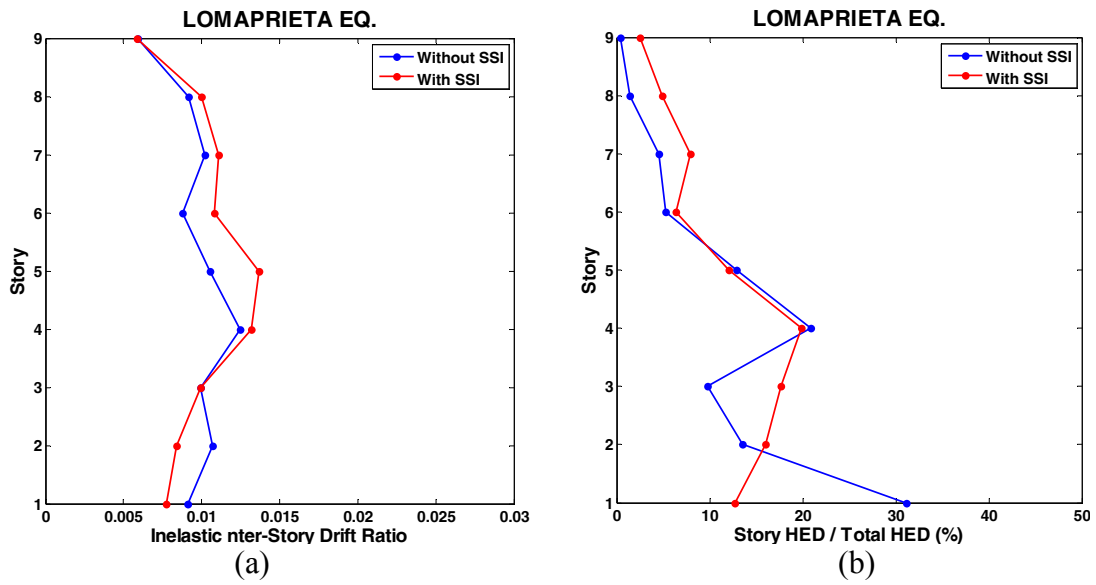 LOMAPRIETA EQ.
Without SSI
With SSI
9
8
7
6
5
4
3
2
1
Story
0
0.005
0.01
0.015
0.02
0.025
0.03
Inelastic nter-Story Drift Ratio
(a)
LOMAPRIETA EQ.
Without SSI
With SSI
9
8
7
6
5
4
3
2
1
Story
0
10
20
30
40
50
Story HED / Total HED (%)
(b)